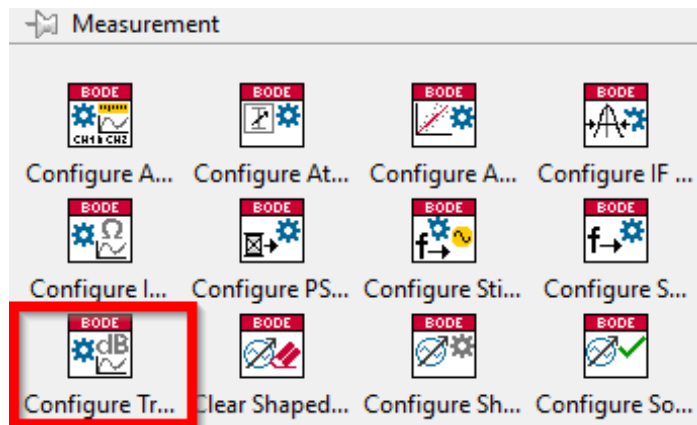 Measurement
BODE BODE BODE BODE
CH1 & CH2
Configure A... Configure At... Configure A... Configure IF ...
BODE BODE BODE BODE
Ω f f
Configure I... Configure PS... Configure Sti... Configure S...
BODE BODE BODE BODE
dB
Configure Tr... Clear Shaped... Configure Sh... Configure So...